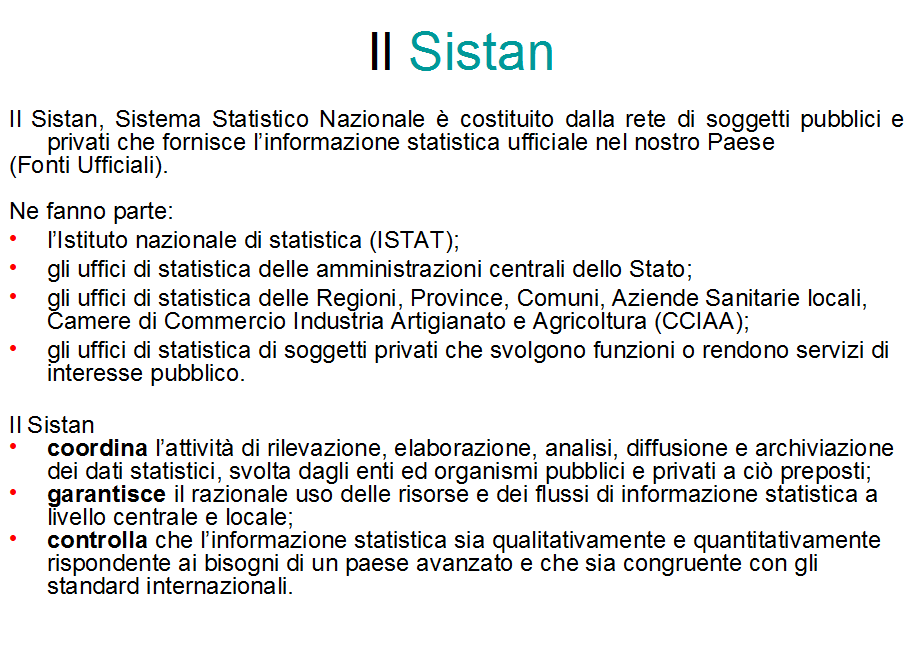 Il Sistan
Il Sistan, Sistema Statistico Nazionale è costituito dalla rete di soggetti pubblici e
privati che fornisce l’informazione statistica ufficiale nel nostro Paese
(Fonti Ufficiali).
Ne fanno parte:
• l’Istituto nazionale di statistica (ISTAT);
• gli uffici di statistica delle amministrazioni centrali dello Stato;
• gli uffici di statistica delle Regioni, Province, Comuni, Aziende Sanitarie locali,
Camere di Commercio Industria Artigianato e Agricoltura (CCIAA);
• gli uffici di statistica di soggetti privati che svolgono funzioni o rendono servizi di
interesse pubblico.
Il Sistan
• coordina l’attività di rilevazione, elaborazione, analisi, diffusione e archiviazione
dei dati statistici, svolta dagli enti ed organismi pubblici e privati a ciò preposti;
• garantisce il razionale uso delle risorse e dei flussi di informazione statistica a
livello centrale e locale;
• controlla che l’informazione statistica sia qualitativamente e quantitativamente
rispondente ai bisogni di un paese avanzato e che sia congruente con gli
standard internazionali.